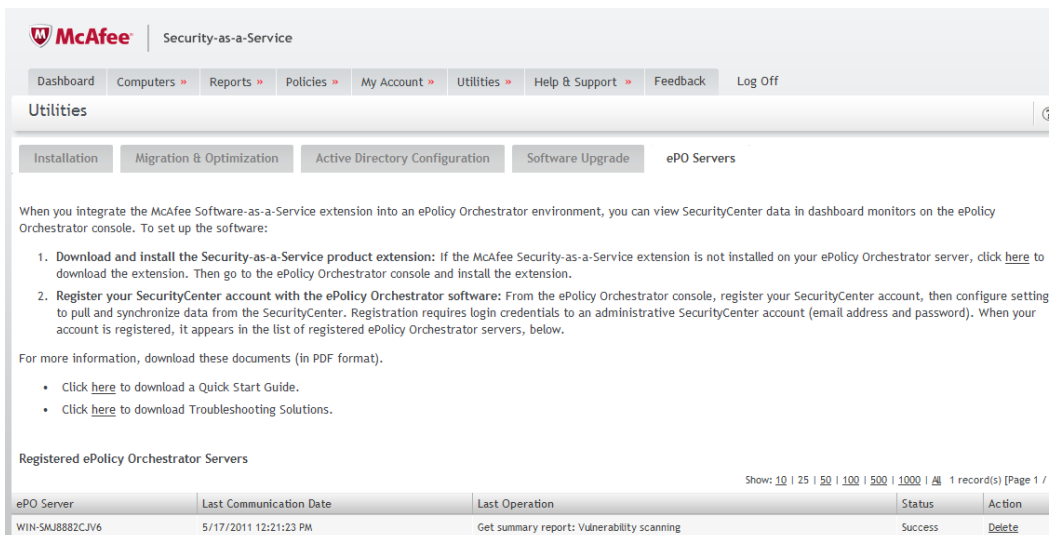 McAfee Security-as-a-Service
Dashboard Computers » Reports » Policies » My Account » Utilities » Help & Support » Feedback Log Off
Utilities
Installation Migration & Optimization Active Directory Configuration Software Upgrade ePO Servers
When you integrate the McAfee Software-as-a-Service extension into an ePolicy Orchestrator environment, you can view SecurityCenter data in dashboard monitors on the ePolicy
Orchestrator console. To set up the software:
1. Download and install the Security-as-a-Service product extension: If the McAfee Security-as-a-Service extension is not installed on your ePolicy Orchestrator server, click here to
download the extension. Then go to the ePolicy Orchestrator console and install the extension.
2. Register your SecurityCenter account with the ePolicy Orchestrator software: From the ePolicy Orchestrator console, register your SecurityCenter account, then configure setting
to pull and synchronize data from the SecurityCenter. Registration requires login credentials to an administrative SecurityCenter account (email address and password). When your
account is registered, it appears in the list of registered ePolicy Orchestrator servers, below.
For more information, download these documents (in PDF format).
• Click here to download a Quick Start Guide.
• Click here to download Troubleshooting Solutions.
Registered ePolicy Orchestrator Servers
Show: 10 | 25 | 50 | 100 | 500 | 1000 | All 1 record(s) [Page 1 /
ePO Server Last Communication Date Last Operation Status Action
WIN-SMJ8882CJV6 5/17/2011 12:21:23 PM Get summary report: Vulnerability scanning Success Delete